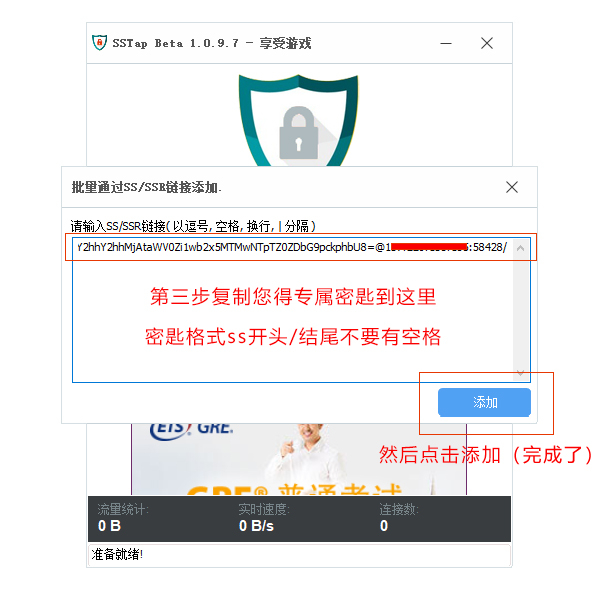 SSTap Beta 1.0.9.7 - 享受游戏
批量通过SS/SSR链接添加.
请输入SS/SSR链接(以逗号,空格,换行,|分隔)
Y2hhY2hhMjAtaWV0Zi1wb2x5MTMwNTpTZ0ZDbG9pckphbU8=@1:58428/
第三步复制您得专属密匙到这里
密匙格式ss开头/结尾不要有空格
添加
然后点击添加（完成了）
ETS GRE
GRE® 普通考试
流量统计: 实时速度: 连接数:
0 B 0 B/s 0
准备就绪!